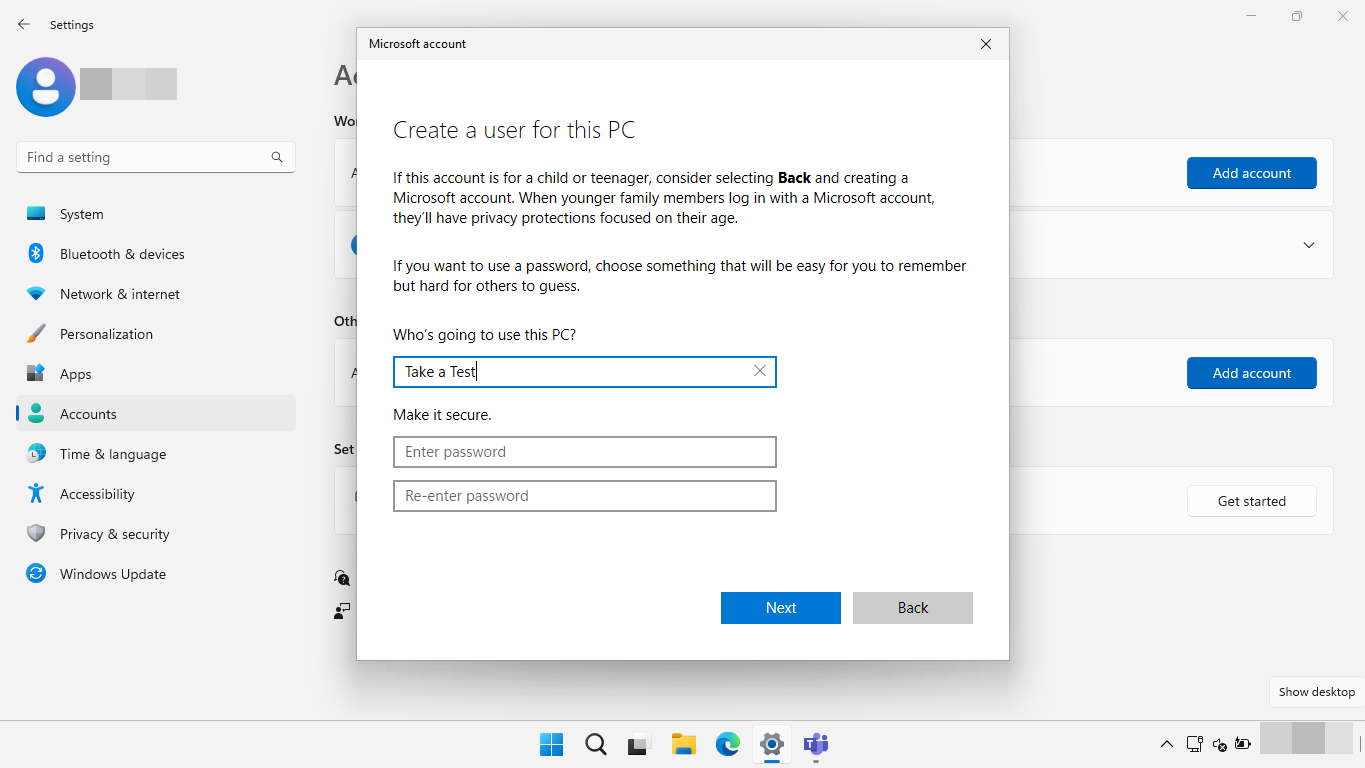 Settings
Find a setting
System
Bluetooth & devices
Network & internet
Personalization
Apps
Accounts
Time & language
Accessibility
Privacy & security
Windows Update
Microsoft account
Create a user for this PC
If this account is for a child or teenager, consider selecting Back and creating a
Microsoft account. When younger family members log in with a Microsoft account,
they'll have privacy protections focused on their age.
If you want to use a password, choose something that will be easy for you to remember
but hard for others to guess.
Who's going to use this PC?
Take a Test
Make it secure.
Enter password
Re-enter password
Next
Back
Set
Add account
Add account
Get started
Show desktop